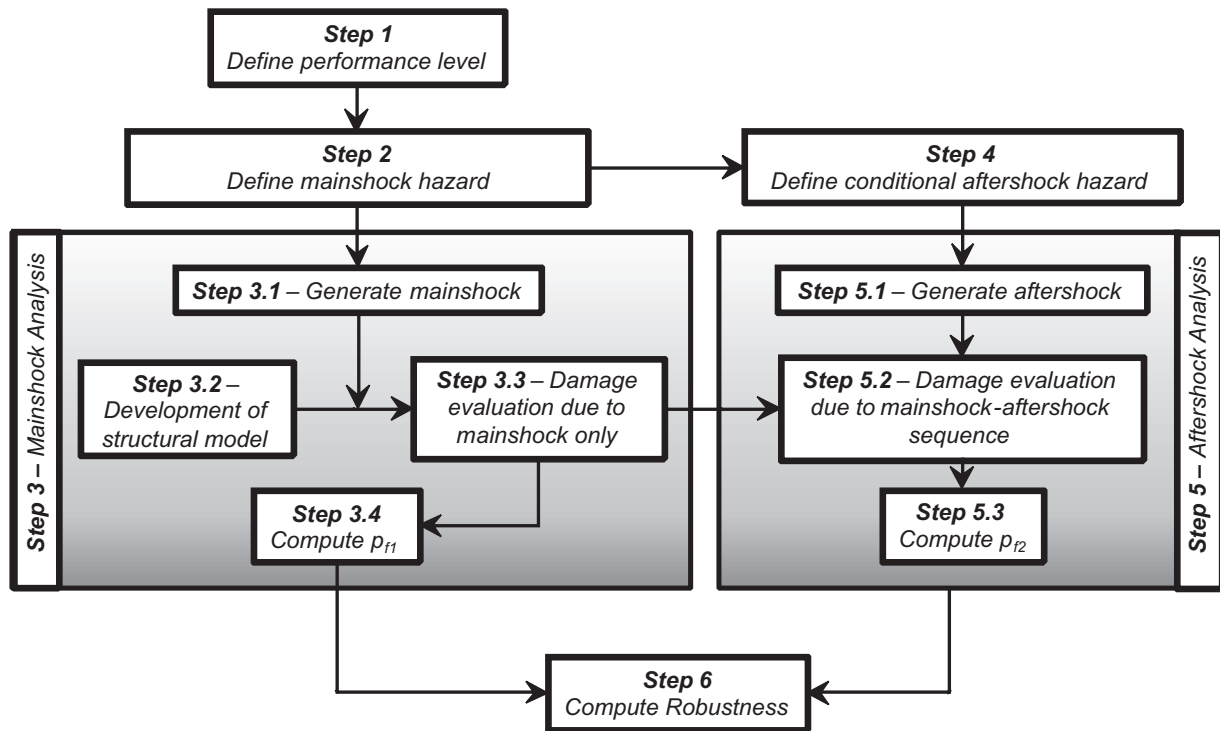 Step 1
Define performance level
Step 2
Define mainshock hazard
Step 4
Define conditional aftershock hazard
Step 3 – Mainshock Analysis
Step 3.1 – Generate mainshock
Step 3.2 –
Development of
structural model
Step 3.3 – Damage
evaluation due to
mainshock only
Step 3.4
Compute pf1
Step 5.1 – Generate aftershock
Step 5.2 – Damage evaluation
due to mainshock-aftershock
sequence
Step 5.3
Compute pf2
Step 5 – Aftershock Analysis
Step 6
Compute Robustness